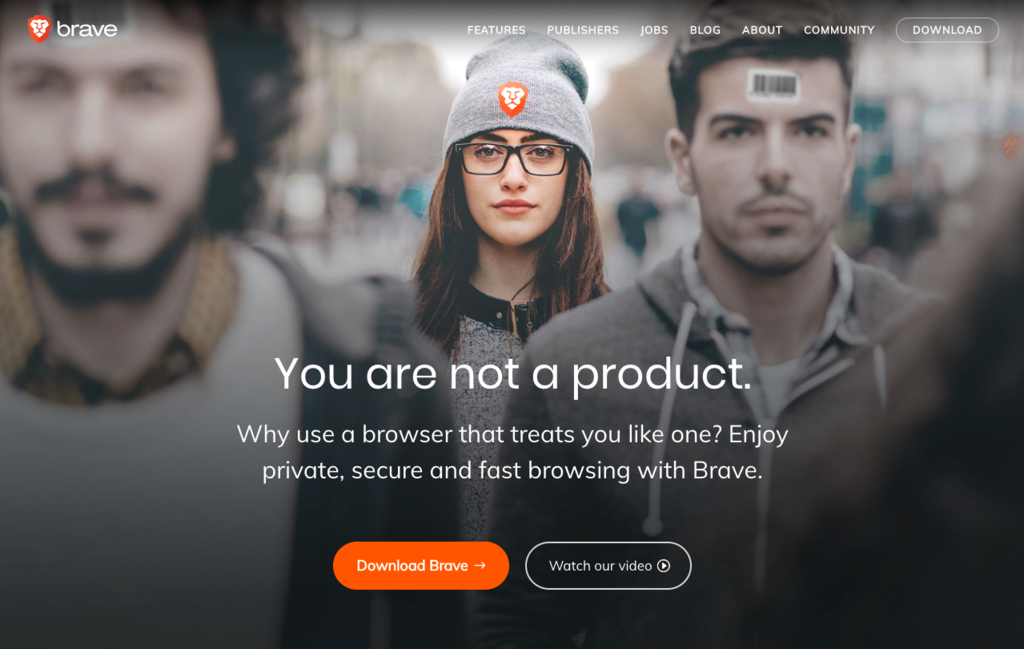 brave
FEATURES PUBLISHERS JOBS BLOG ABOUT COMMUNITY DOWNLOAD
You are not a product.
Why use a browser that treats you like one? Enjoy
private, secure and fast browsing with Brave.
Download Brave →
Watch our video